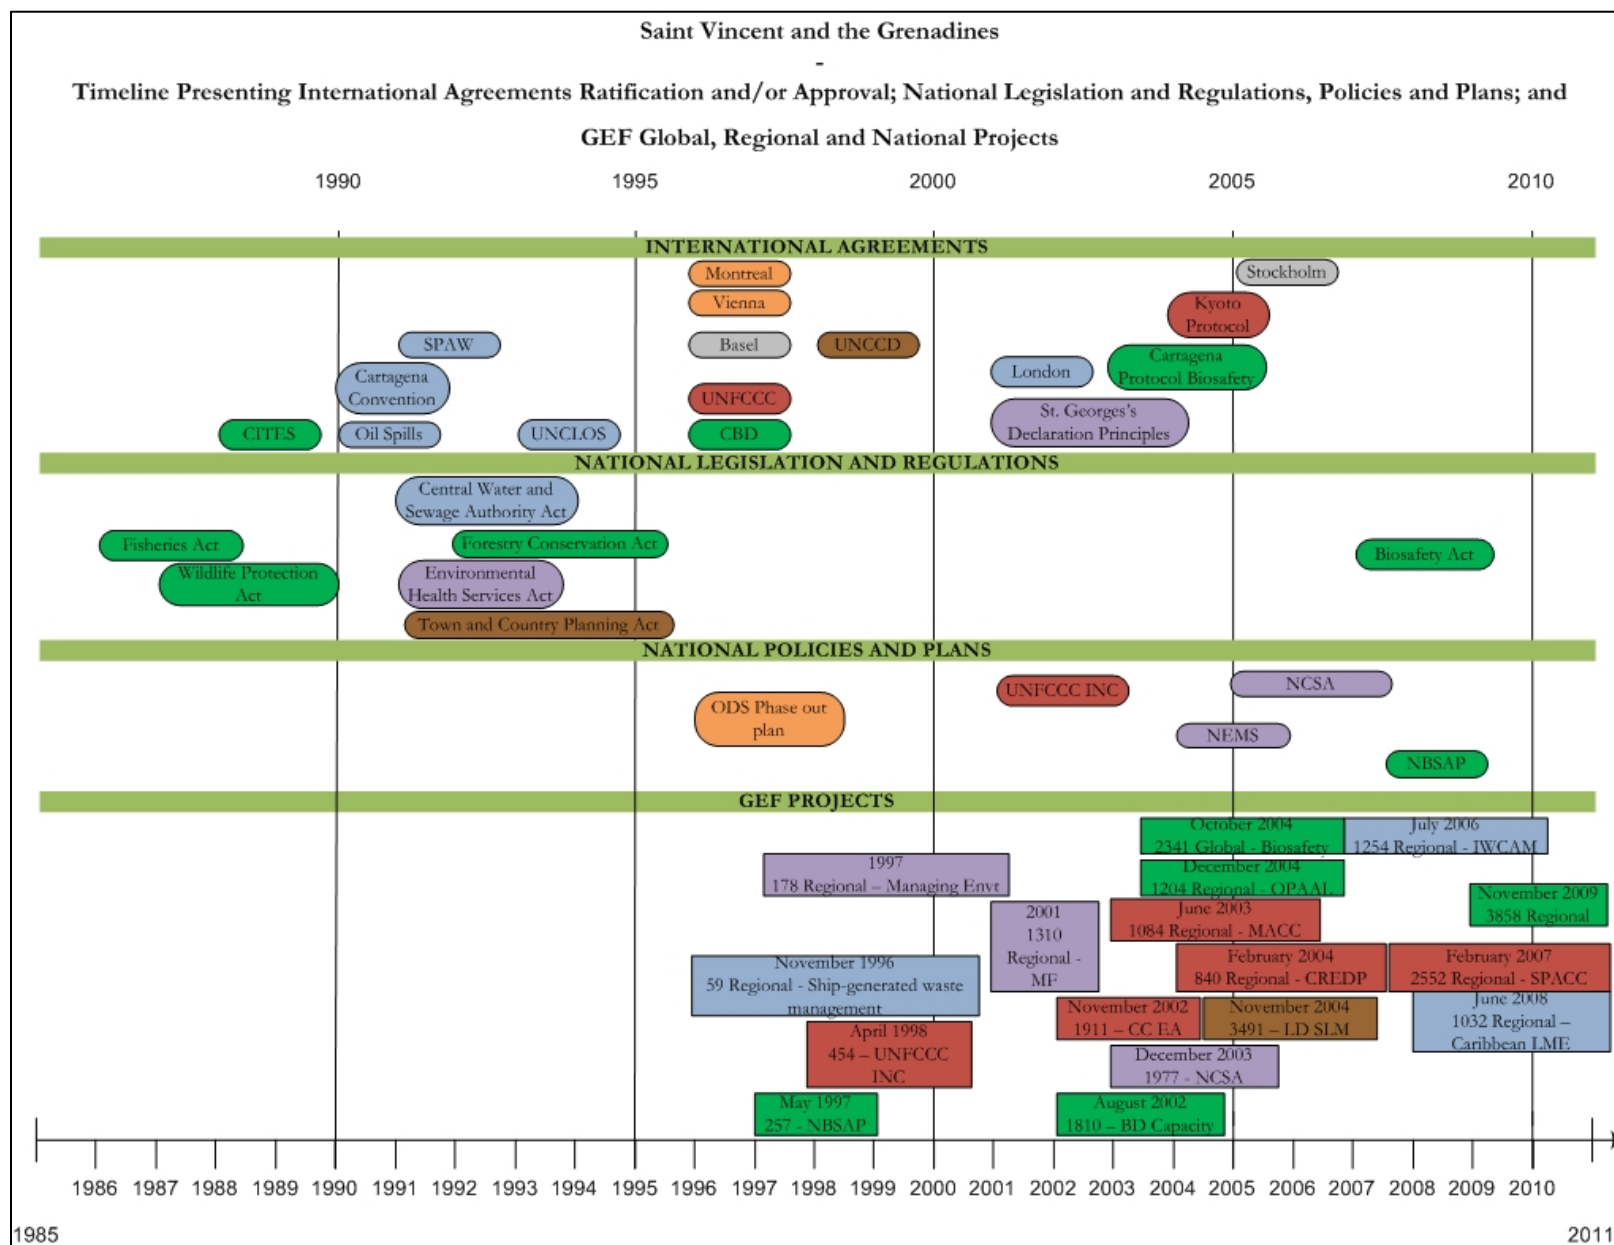 Saint Vincent and the Grenadines
-
Timeline Presenting International Agreements Ratification and/or Approval; National Legislation and Regulations, Policies and Plans; and
GEF Global, Regional and National Projects
1990 1995 2000 2005 2010
INTERNATIONAL AGREEMENTS
Montreal
Stockholm
Vienna
Kyoto
Protocol
SPAW
Basel
UNCCD
Cartagena
Protocol Biosafety
Cartagena
Convention
London
UNFCCC
St. Georges's
Declaration Principles
CITES
Oil Spills
UNCLOS
CBD
NATIONAL LEGISLATION AND REGULATIONS
Central Water and
Sewage Authority Act
Fisheries Act
Forestry Conservation Act
Biosafety Act
Wildlife Protection
Act
Environmental
Health Services Act
Town and Country Planning Act
NATIONAL POLICIES AND PLANS
UNFCCC INC
NCSA
ODS Phase out
plan
NEMS
NBSAP
GEF PROJECTS
October 2004
2341 Global - Biosafety
July 2006
1254 Regional - IWCAM
1997
178 Regional – Managing Envt
December 2004
1204 Regional - OPAAL
November 2009
3858 Regional
2001
1310
Regional -
MF
June 2003
1084 Regional - MACC
November 1996
59 Regional - Ship-generated waste
management
February 2004
840 Regional - CREDP
February 2007
2552 Regional - SPACC
April 1998
454 – UNFCCC
INC
November 2002
1911 – CC EA
November 2004
3491 – LD SLM
June 2008
1032 Regional –
Caribbean LME
December 2003
1977 - NCSA
May 1997
257 - NBSAP
August 2002
1810 – BD Capacity
1986 1987 1988 1989 1990 1991 1992 1993 1994 1995 1996 1997 1998 1999 2000 2001 2002 2003 2004 2005 2006 2007 2008 2009 2010
1985 2011